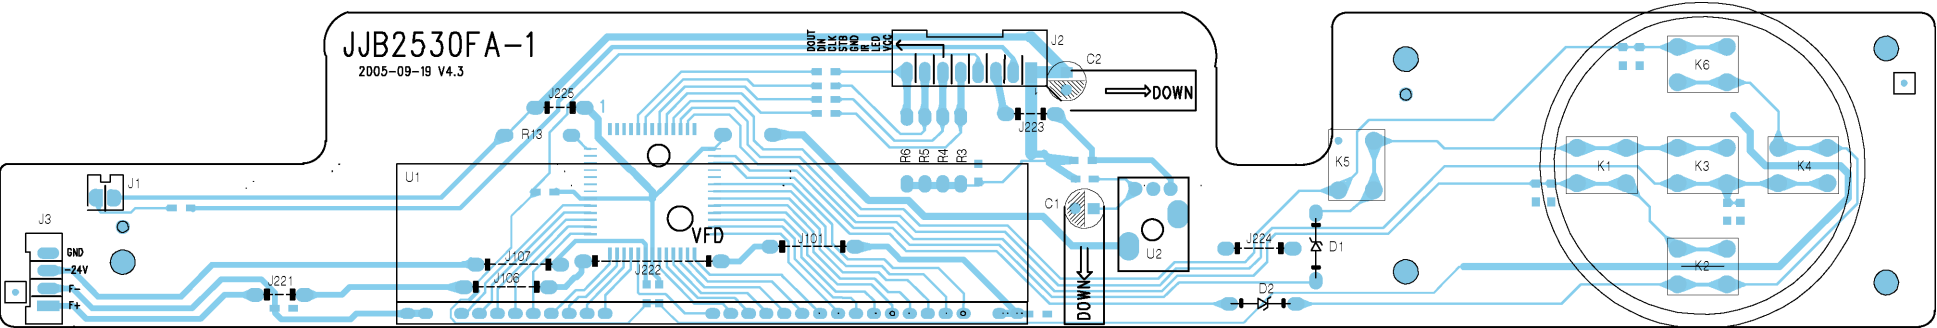 JJB2530FA-1
2005-09-19 V4.3
DOUT
DIN
CLK
STB
GND
IR
LED
VCC
J2
C2
DOWN
K6
J225
1
R13
J223
R6
R5
R4
R3
K5
K1
K3
K4
J1
U1
J3
GND
-24V
F-
F+
C1
VFD
J101
U2
J224
D1
J107
J222
J106
J221
DOWN
D2
K2